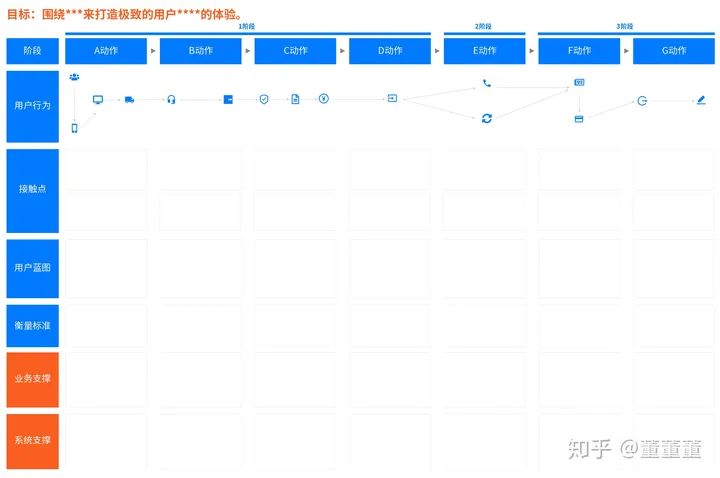 目标：围绕***来打造极致的用户****的体验。
1阶段
2阶段
3阶段
阶段
A动作
B动作
C动作
D动作
E动作
F动作
G动作
用户行为
接触点
用户蓝图
衡量标准
业务支撑
系统支撑
知乎 @董董董